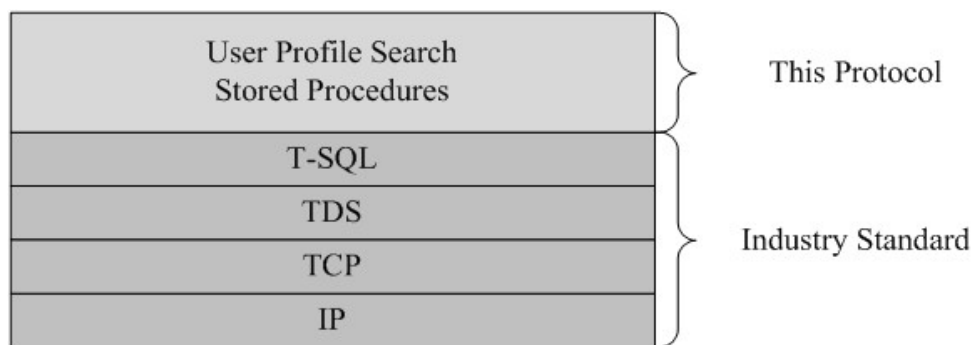 User Profile Search
Stored Procedures
This Protocol
T-SQL
TDS
TCP
IP
Industry Standard